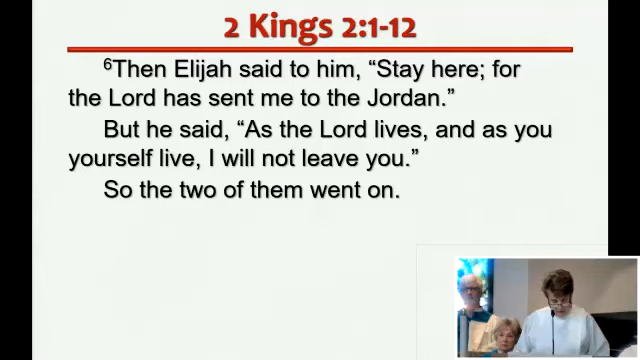 2 Kings 2:1-12
⁶Then Elijah said to him, “Stay here; for
the Lord has sent me to the Jordan.”
But he said, “As the Lord lives, and as you
yourself live, I will not leave you.”
So the two of them went on.